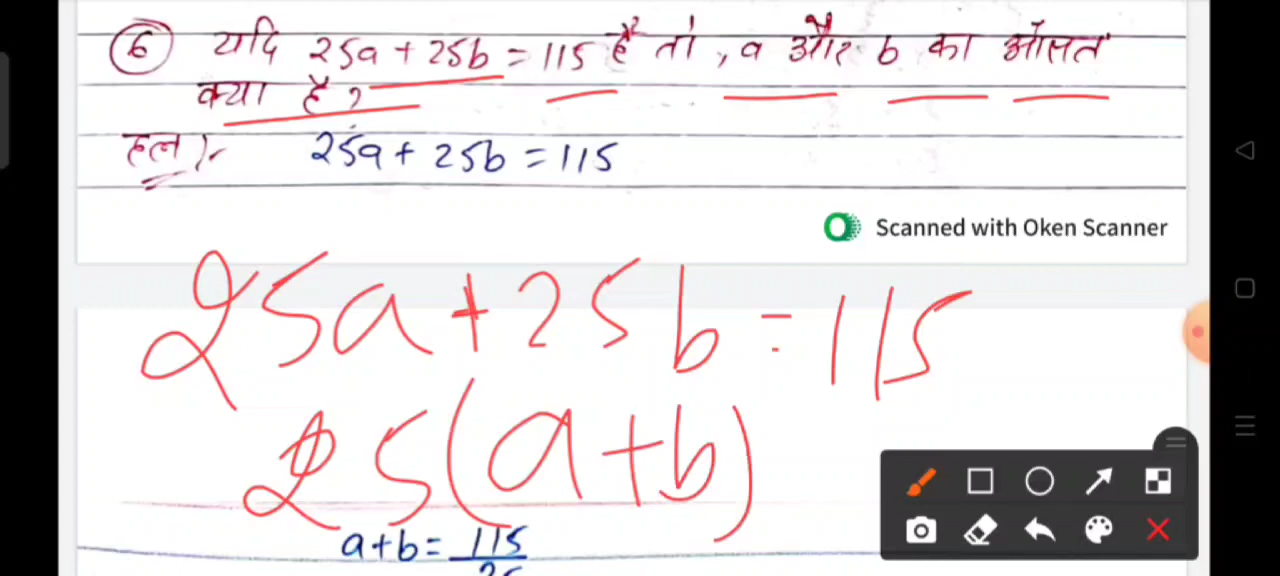 ⑥ यदि 25a + 25b = 115 है तो , a और b का औसत
क्या है ?
हल :- 25a + 25b = 115
Scanned with Oken Scanner
25a + 25b = 115
25(a+b)
a+b = 115